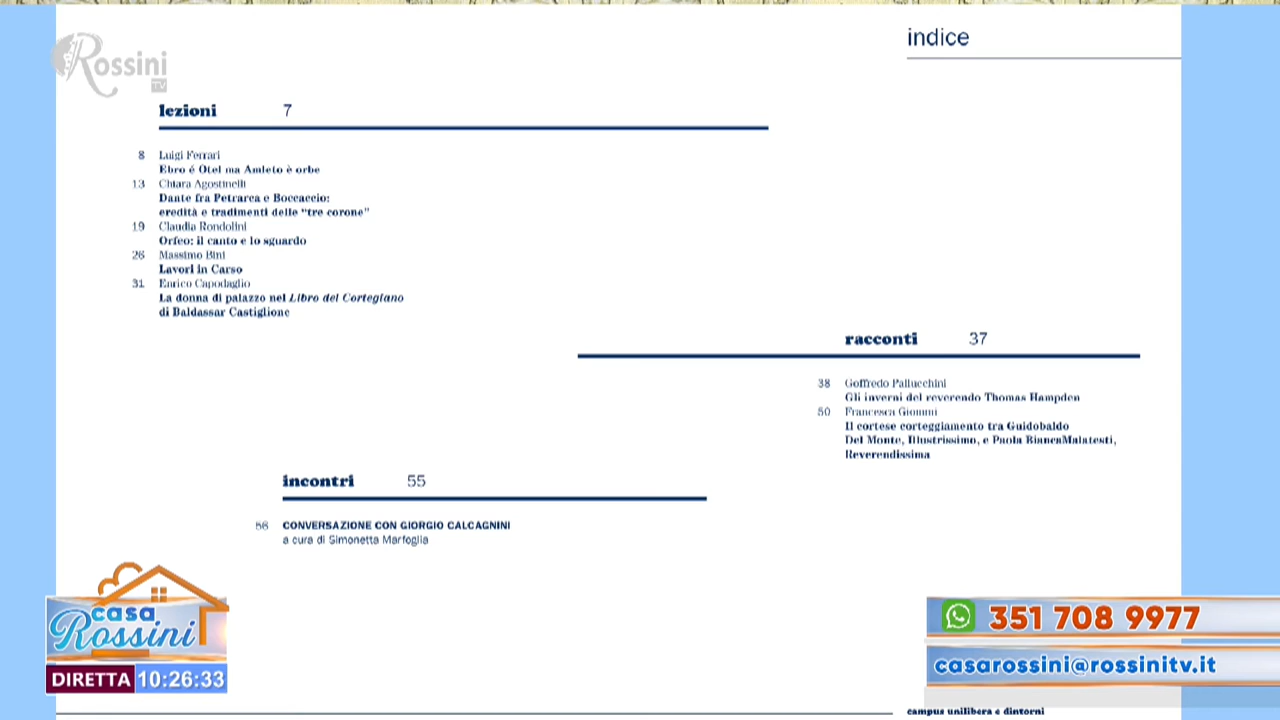 indice
Rossini
TV
lezioni 7
8 Luigi Ferrari
Ebro é Otel ma Amleto è orbe
13 Chiara Agostinelli
Dante fra Petrarca e Boccaccio:
eredità e tradimenti delle "tre corone"
19 Claudia Rondolini
Orfeo: il canto e lo sguardo
26 Massimo Bini
Lavori in Carso
31 Enrico Capodaglio
La donna di palazzo nel Libro del Cortegiano
di Baldassar Castiglione
racconti 37
38 Goffredo Pallucchini
Gli inverni del reverendo Thomas Hampden
50 Francesca Giommi
Il cortese corteggiamento tra Guidobaldo
Del Monte, Illustrissimo, e Paola BiancaMalatesti,
Reverendissima
incontri 55
56 CONVERSAZIONE CON GIORGIO CALCAGNINI
a cura di Simonetta Marfoglia
casa
Rossini
DIRETTA 10:26:33
351 708 9977
casarossini@rossinitv.it
campus unilibera e dintorni